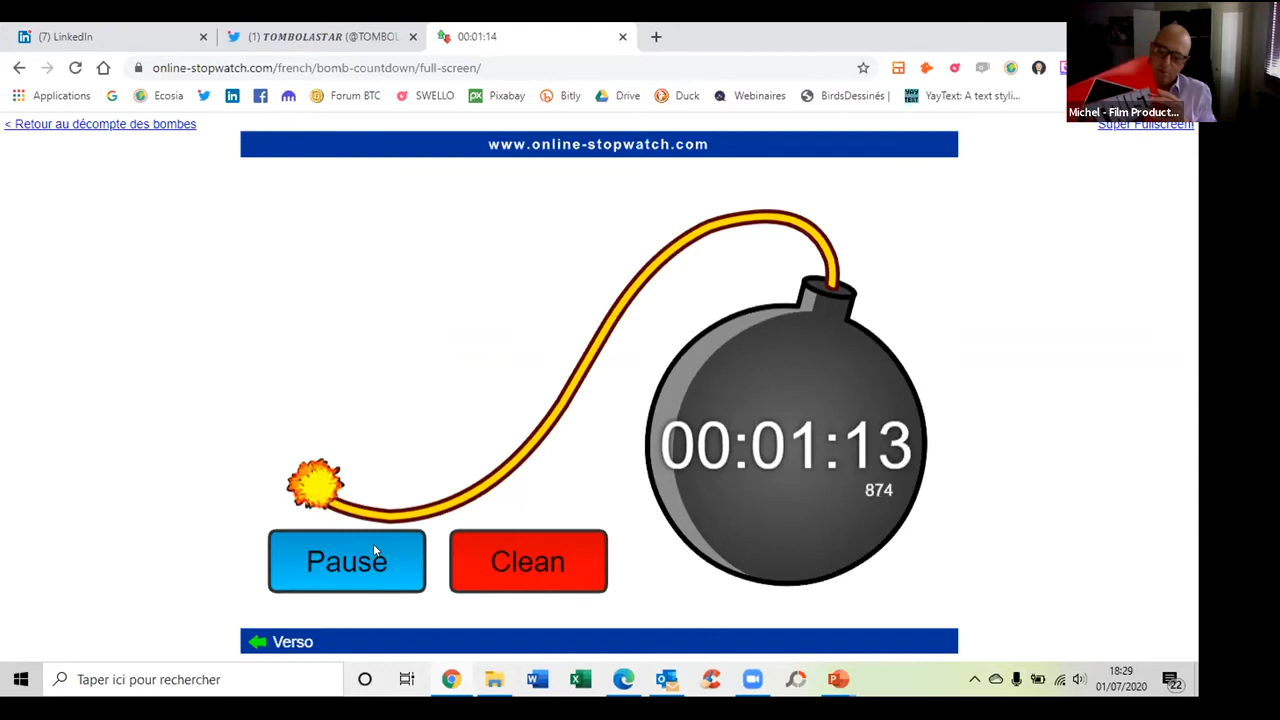 (7) LinkedIn
(1) 𝑻𝑶𝑴𝑩𝑶𝑳𝑨𝑺𝑻𝑨𝑹 (@TOMBOL
00:01:14
online-stopwatch.com/french/bomb-countdown/full-screen/
Applications
Ecosia
Forum BTC
SWELLO
Pixabay
Bitly
Drive
Duck
Webinaires
BirdsDessinés |
YayText: A text styli...
Michel - Film Product...
< Retour au décompte des bombes
Super Fullscreen!
www.online-stopwatch.com
00:01:13
874
Pause
Clean
Verso
Taper ici pour rechercher
18:29
01/07/2020
22